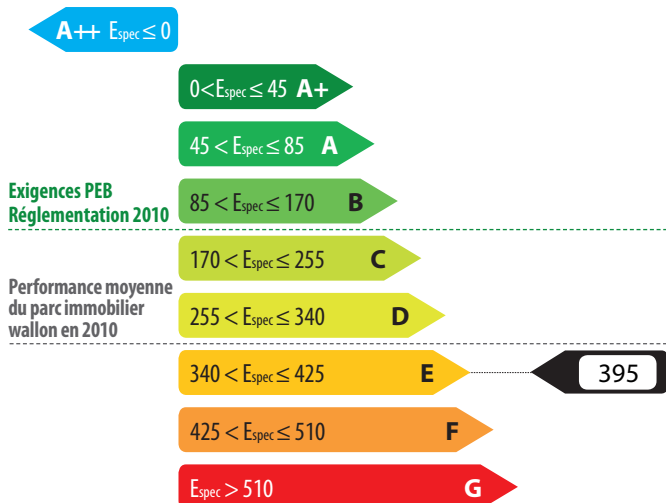 A++ Espec ≤ 0
0<Espec ≤ 45 A+
45 < Espec ≤ 85 A
Exigences PEB
Réglementation 2010
85 < Espec ≤ 170 B
170 < Espec ≤ 255 C
Performance moyenne
du parc immobilier
wallon en 2010
255 < Espec ≤ 340 D
340 < Espec ≤ 425 E
395
425 < Espec ≤ 510 F
Espec > 510 G